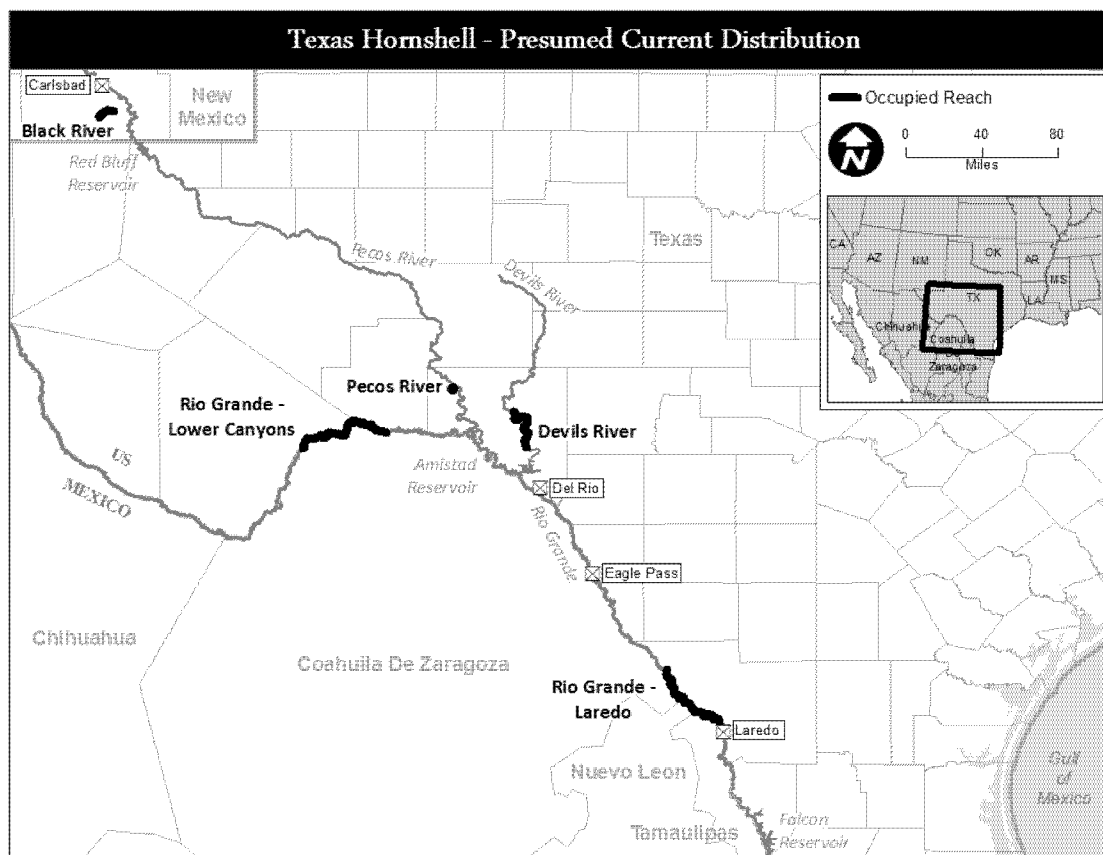 Texas Hornshell - Presumed Current Distribution
Carlsbad
New
Mexico
Black River
Red Bluff
Reservoir
Occupied Reach
N
0 40 80
Miles
CA
AZ
NM
OK
AR
MS
TX
LA
Chihuahua
Coahuila
De
Zaragoza
Texas
Pecos River
Devils River
Pecos River
Rio Grande -
Lower Canyons
Devils River
US
MEXICO
Amistad
Reservoir
Del Rio
Rio Grande
Eagle Pass
Chihuahua
Coahuila De Zaragoza
Rio Grande -
Laredo
Laredo
Nuevo Leon
Tamaulipas
Falcon
Reservoir
Gulf
of
Mexico